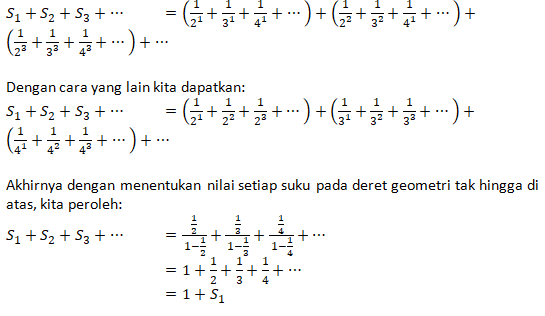 S₁ + S₂ + S₃ + ⋯ = (1/2¹ + 1/3¹ + 1/4¹ + ⋯) + (1/2² + 1/3² + 1/4¹ + ⋯) +
(1/2³ + 1/3³ + 1/4³ + ⋯) + ⋯
Dengan cara yang lain kita dapatkan:
S₁ + S₂ + S₃ + ⋯ = (1/2¹ + 1/2² + 1/2³ + ⋯) + (1/3¹ + 1/3² + 1/3³ + ⋯) +
(1/4¹ + 1/4² + 1/4³ + ⋯) + ⋯
Akhirnya dengan menentukan nilai setiap suku pada deret geometri tak hingga di
atas, kita peroleh:
S₁ + S₂ + S₃ + ⋯ = (1/2)/(1−1/2) + (1/3)/(1−1/3) + (1/4)/(1−1/4) + ⋯
= 1 + 1/2 + 1/3 + 1/4 + ⋯
= 1 + S₁